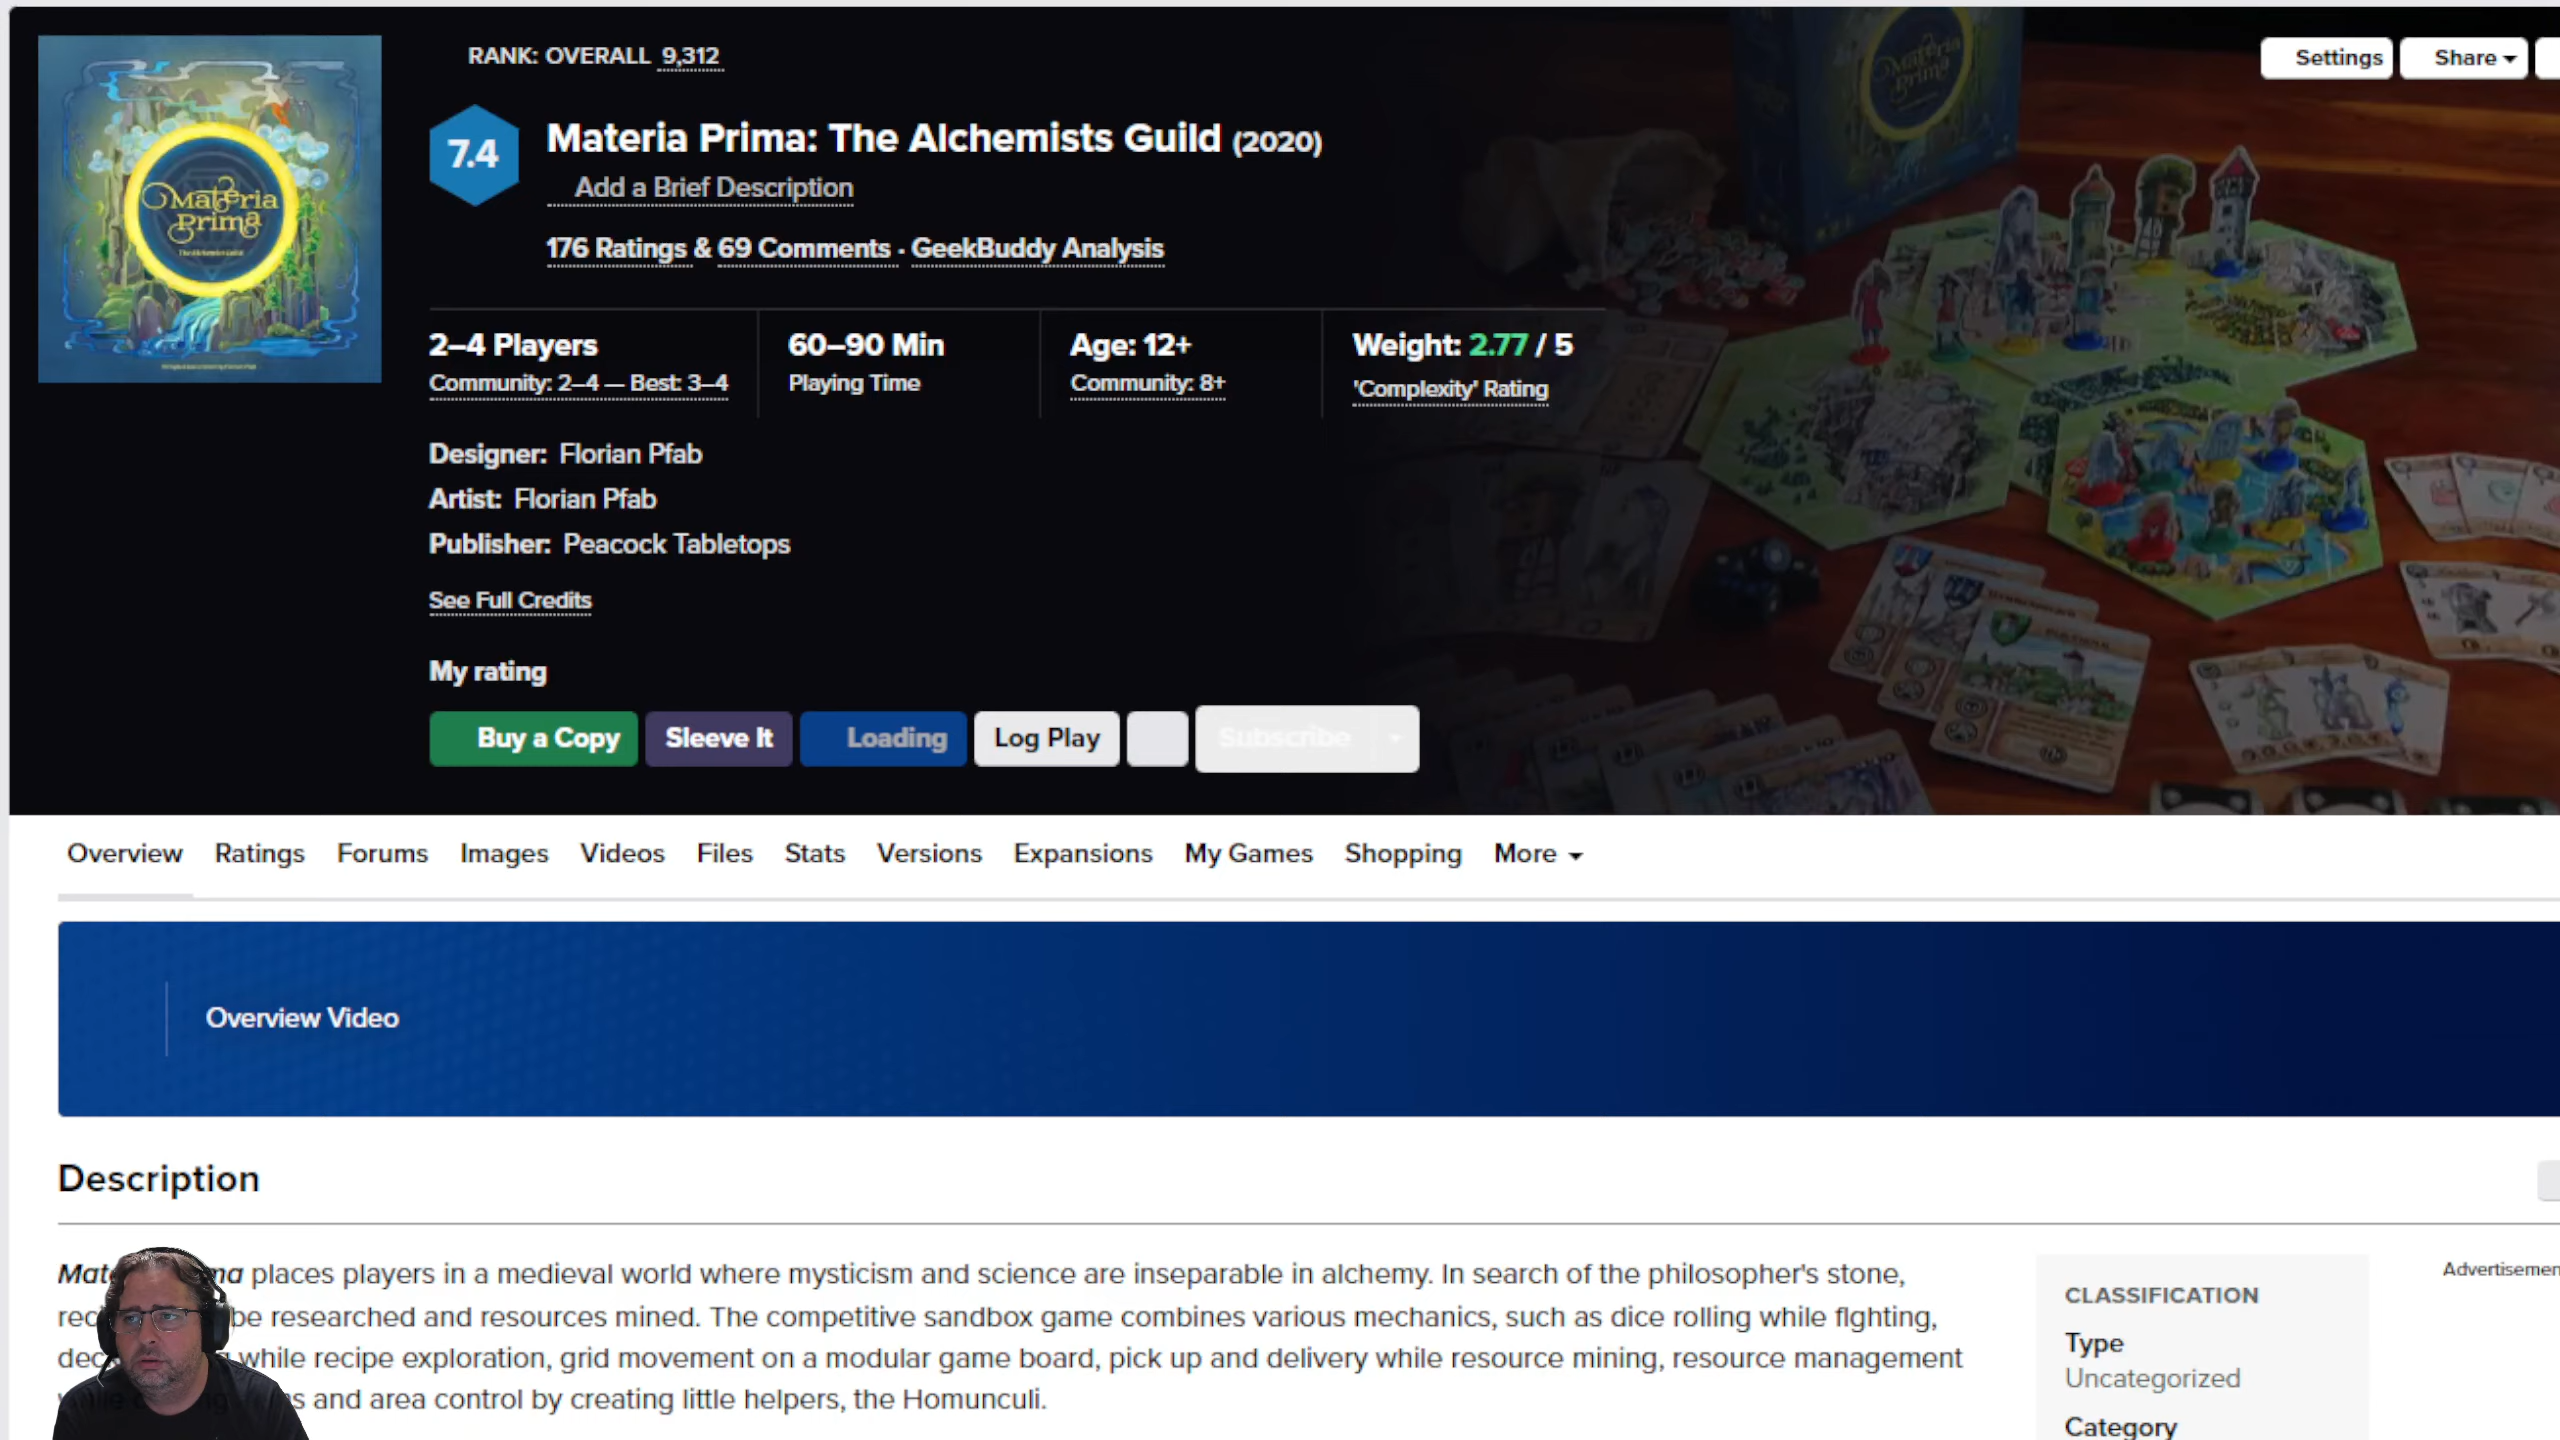 RANK: OVERALL 9,312
Settings
Share
7.4
Materia Prima: The Alchemists Guild (2020)
Add a Brief Description
176 Ratings & 69 Comments · GeekBuddy Analysis
Materia
Prima
The Alchemists Guild
2–4 Players
Community: 2–4 — Best: 3–4
60–90 Min
Playing Time
Age: 12+
Community: 8+
Weight: 2.77 / 5
'Complexity' Rating
Designer: Florian Pfab
Artist: Florian Pfab
Publisher: Peacock Tabletops
See Full Credits
My rating
Buy a Copy
Sleeve It
Loading
Log Play
Subscribe
Overview Ratings Forums Images Videos Files Stats Versions Expansions My Games Shopping More
Overview Video
Description
places players in a medieval world where mysticism and science are inseparable in alchemy. In search of the philosopher's stone,
be researched and resources mined. The competitive sandbox game combines various mechanics, such as dice rolling while fighting,
while recipe exploration, grid movement on a modular game board, pick up and delivery while resource mining, resource management
and area control by creating little helpers, the Homunculi.
CLASSIFICATION
Type
Uncategorized
Category